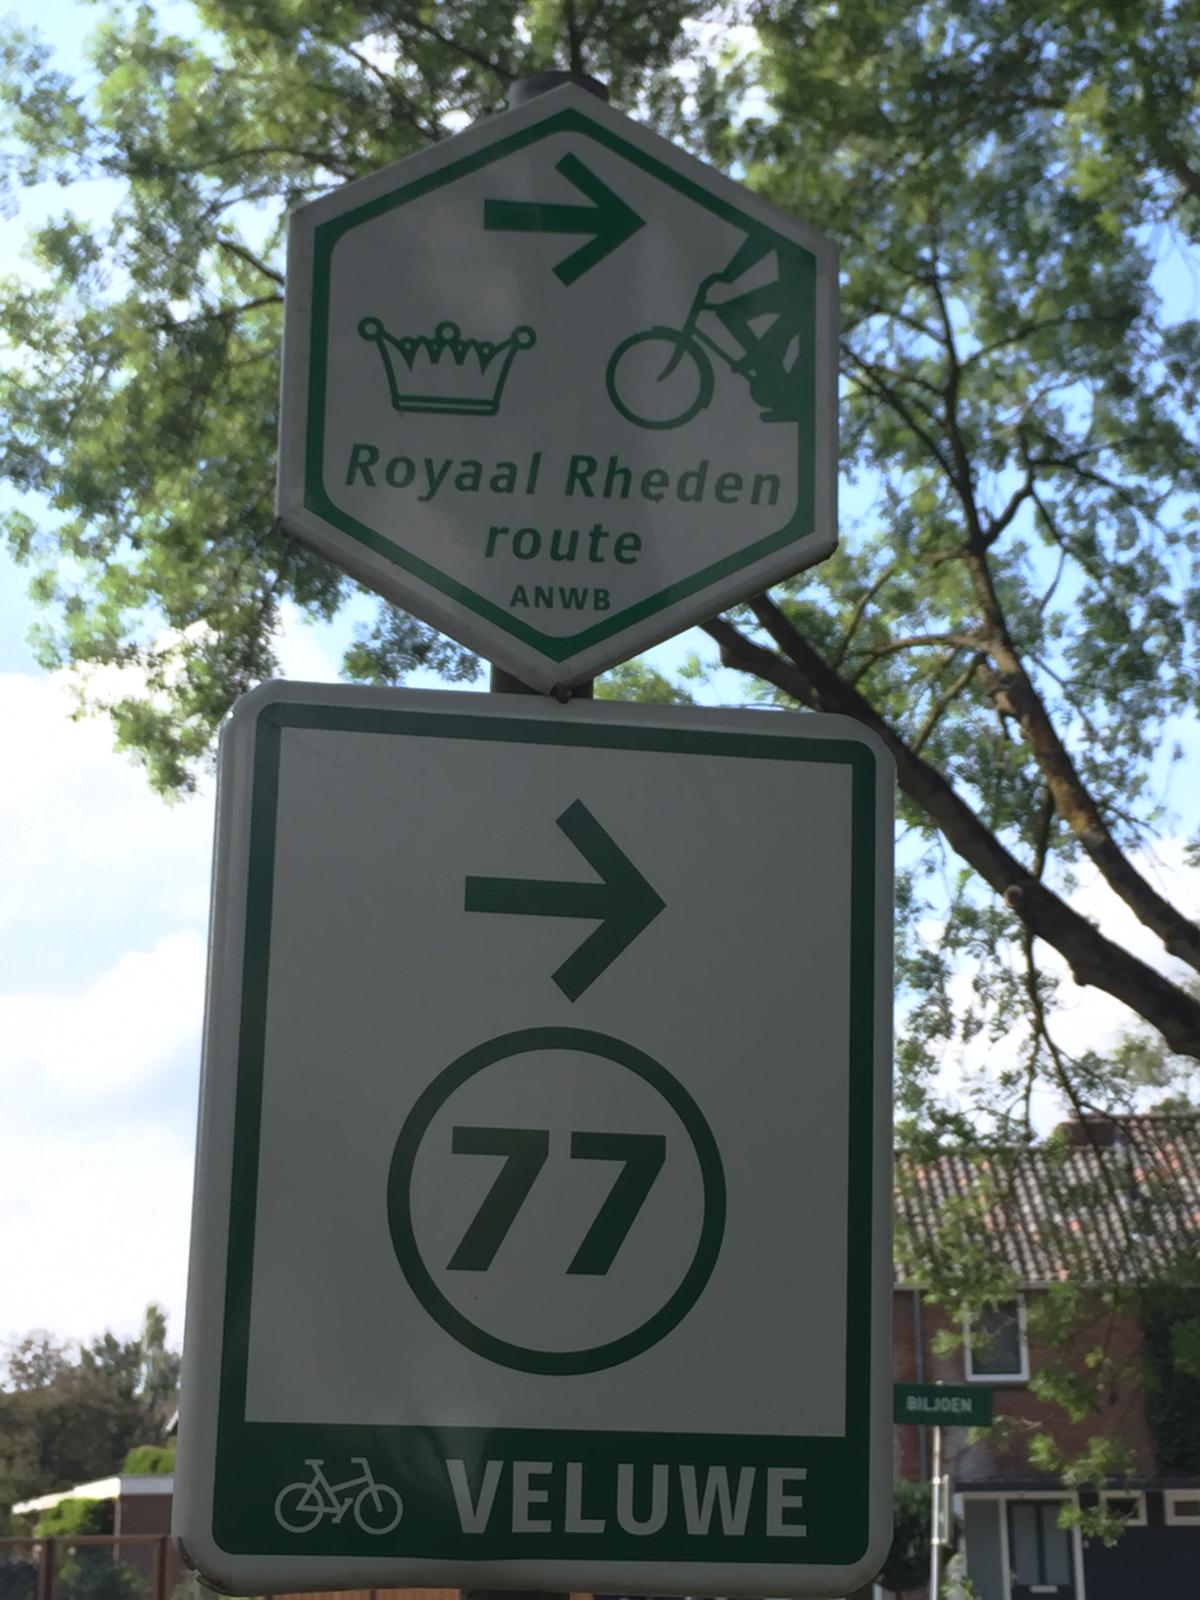 Royaal Rheden
route
ANWB
77
VELUWE
BILJOEN